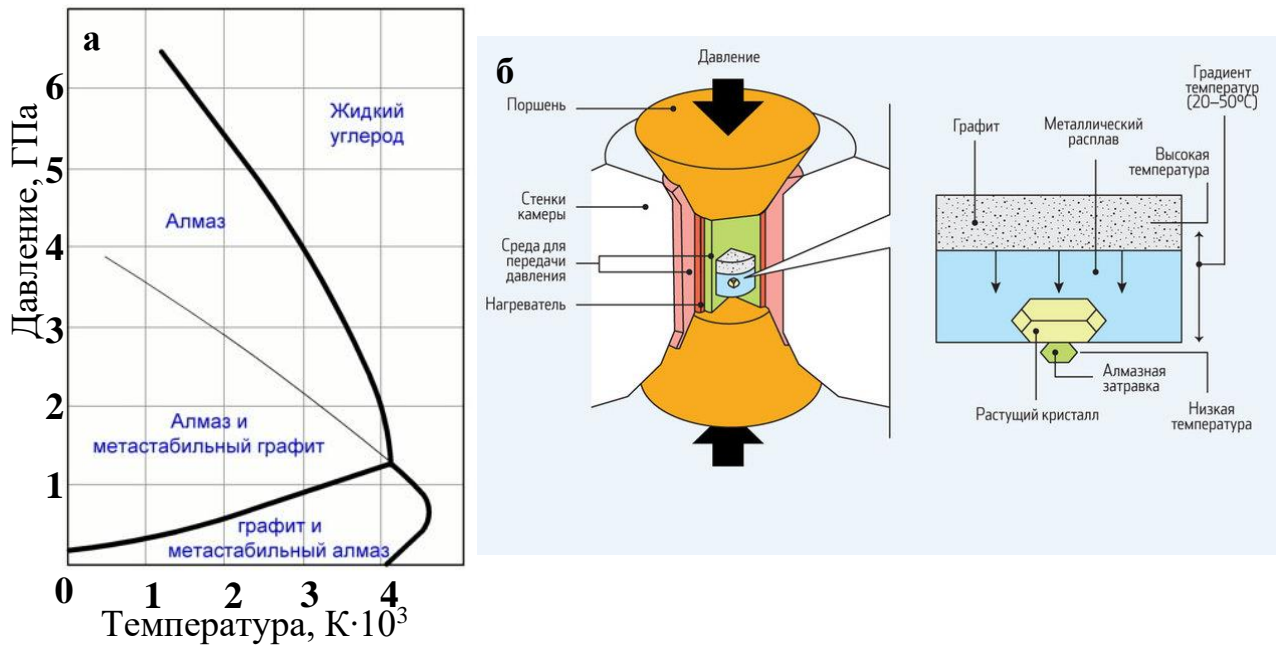 а
Давление, ГПа
6
5
4
3
2
1
0
1
2
3
4
Температура, К·10³
Жидкий
углерод
Алмаз
Алмаз и
метастабильный графит
графит и
метастабильный алмаз
б
Давление
Поршень
Стенки
камеры
Среда для
передачи
давления
Нагреватель
Градиент
температур
(20–50ºC)
Графит
Металлический
расплав
Высокая
температура
Алмазная
затравка
Растущий кристалл
Низкая
температура